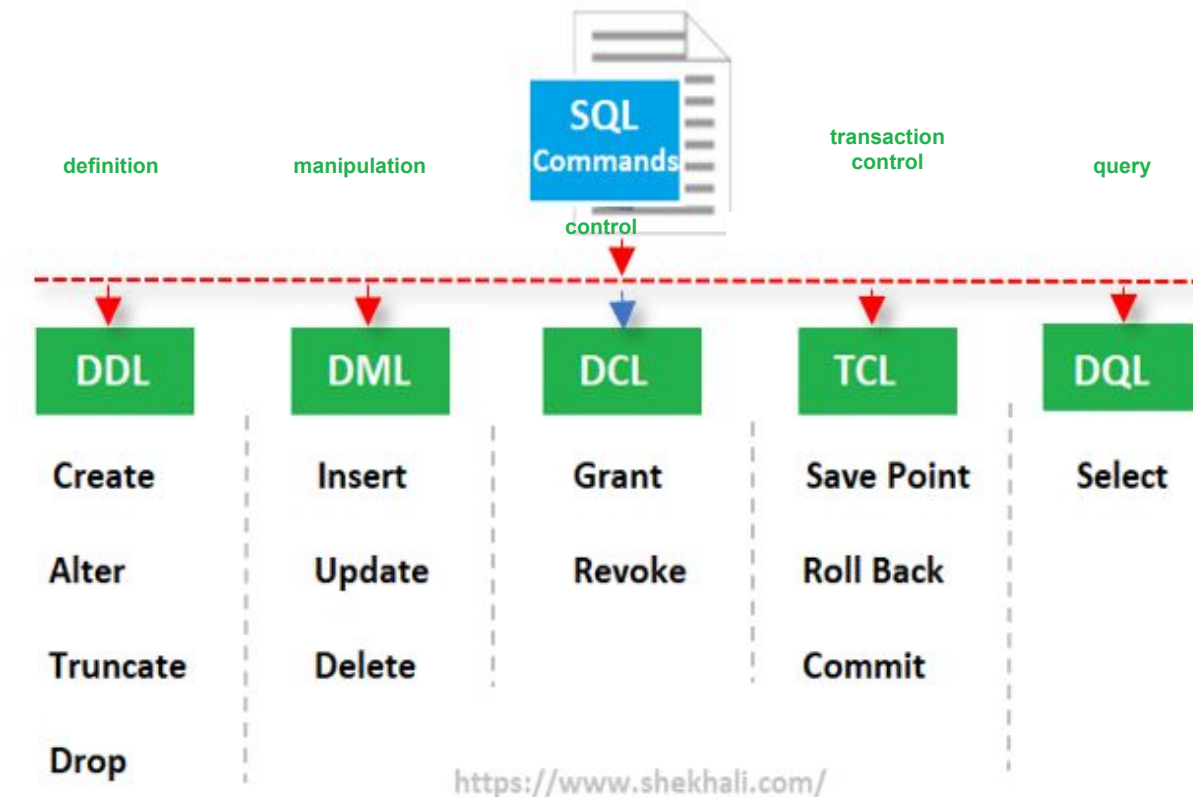 SQL
Commands
definition
manipulation
control
transaction
control
query
DDL
DML
DCL
TCL
DQL
Create
Insert
Grant
Save Point
Select
Alter
Update
Revoke
Roll Back
Truncate
Delete
Commit
Drop
https://www.shekhali.com/